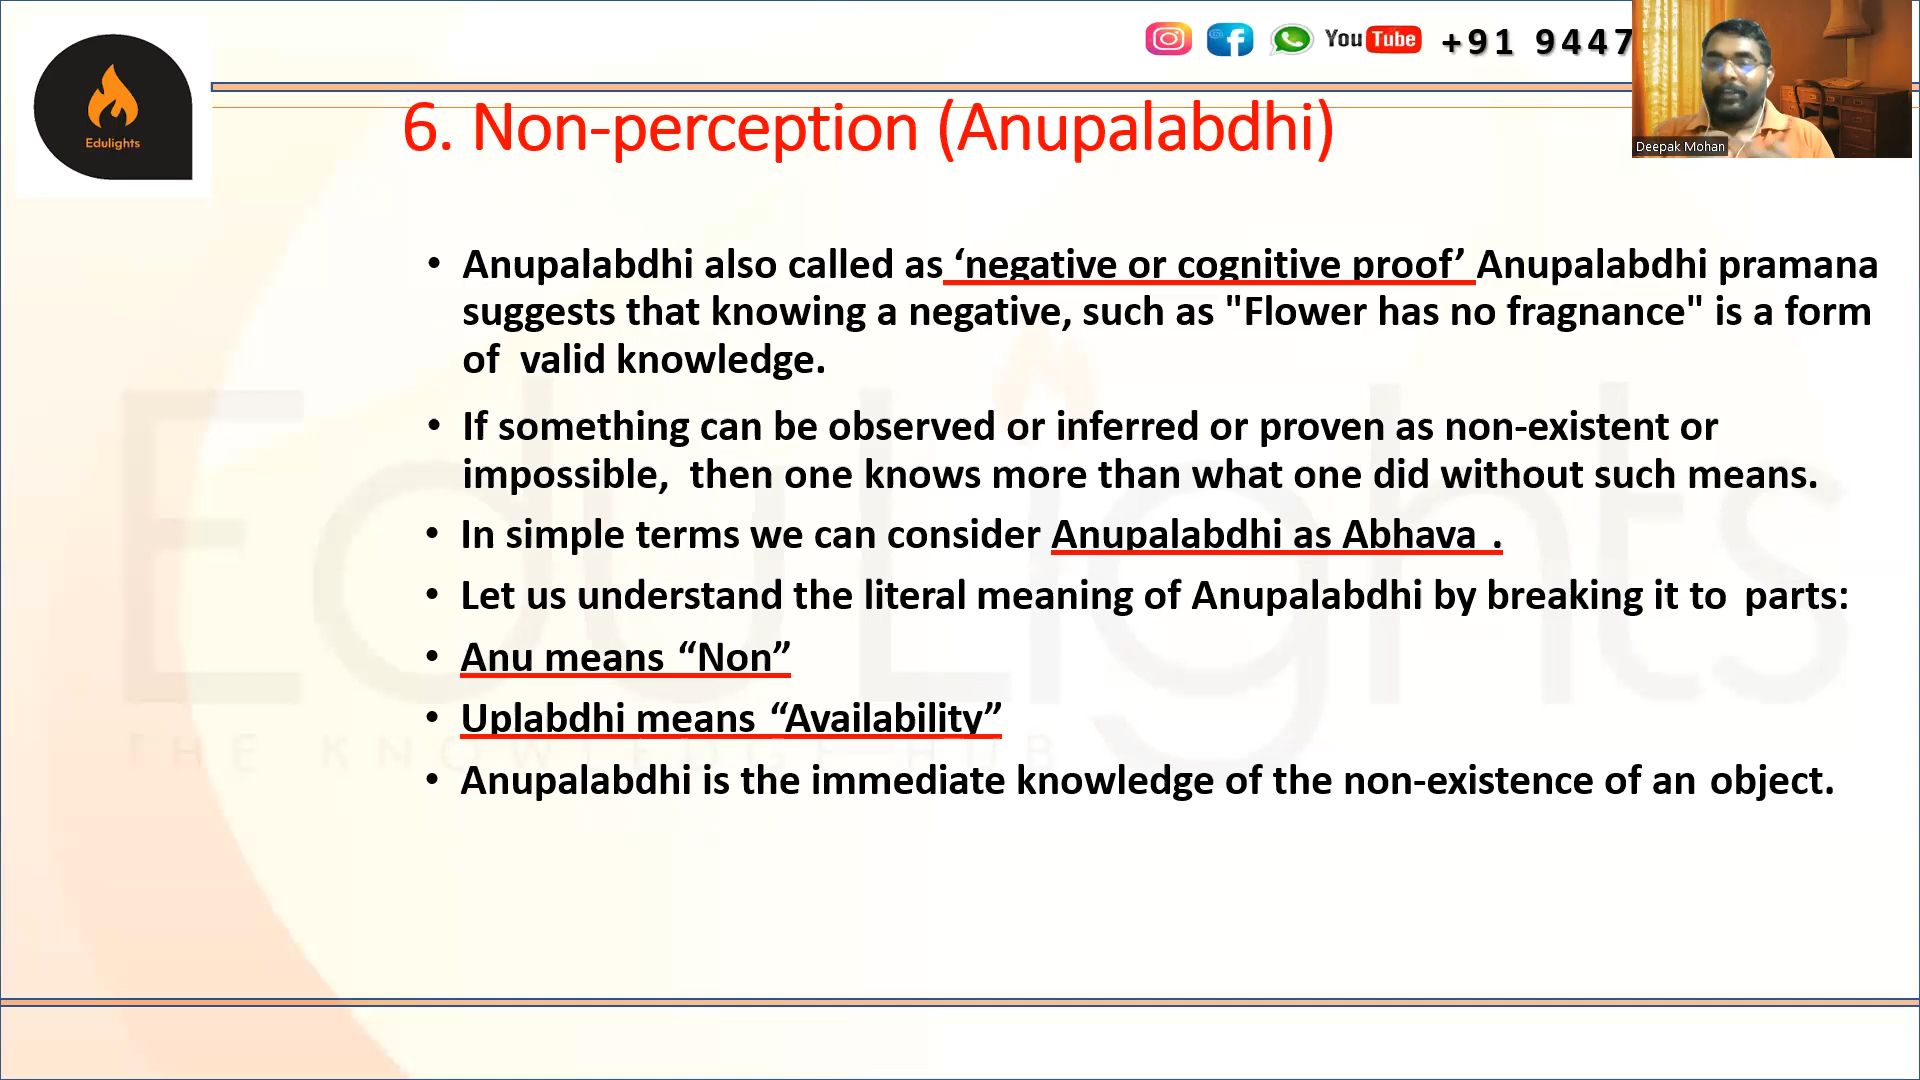 Edulights
You Tube
+91 9447
Deepak Mohan
6. Non-perception (Anupalabdhi)
• Anupalabdhi also called as ‘negative or cognitive proof’ Anupalabdhi pramana
suggests that knowing a negative, such as "Flower has no fragnance" is a form
of valid knowledge.
• If something can be observed or inferred or proven as non-existent or
impossible, then one knows more than what one did without such means.
• In simple terms we can consider Anupalabdhi as Abhava .
• Let us understand the literal meaning of Anupalabdhi by breaking it to parts:
• Anu means “Non”
• Uplabdhi means “Availability”
• Anupalabdhi is the immediate knowledge of the non-existence of an object.
EduLights
THE KNOWLEDGE HUB